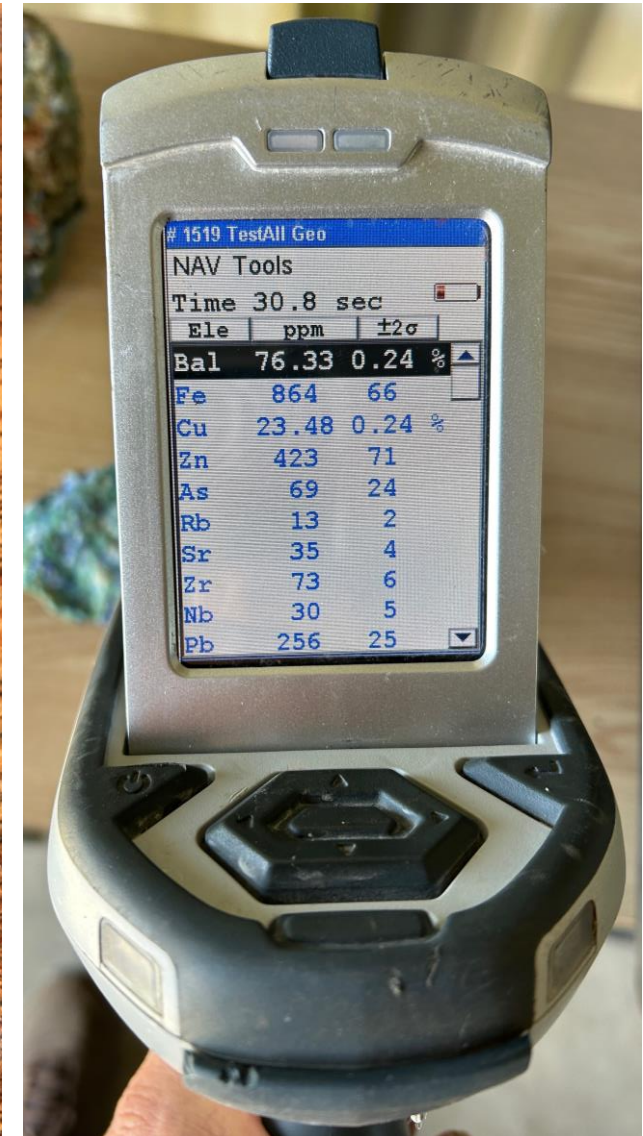 # 1519 TestAll Geo
NAV Tools
Time 30.8 sec
Ele ppm ±2σ
Bal 76.33 0.24 %
Fe 864 66
Cu 23.48 0.24 %
Zn 423 71
As 69 24
Rb 13 2
Sr 35 4
Zr 73 6
Nb 30 5
Pb 256 25